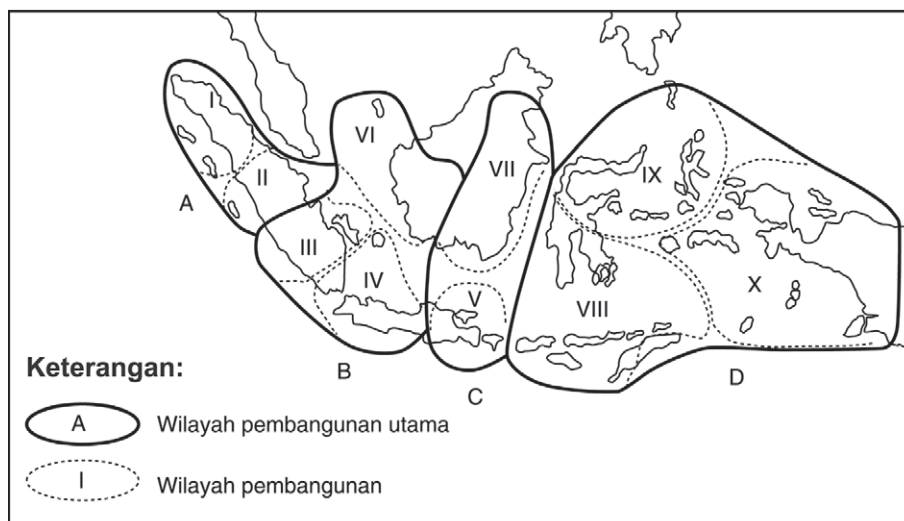 I
VI
VII
IX
II
A
III
IV
V
VIII
X
B
C
D
Keterangan:
A
Wilayah pembangunan utama
I
Wilayah pembangunan